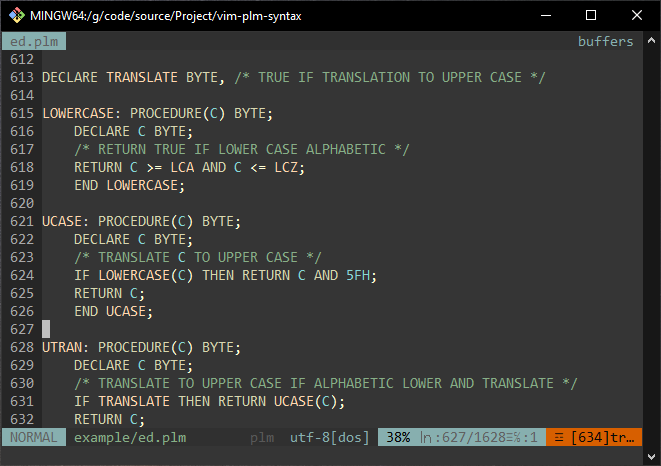 MINGW64:/g/code/source/Project/vim-plm-syntax
ed.plm buffers
612
613 DECLARE TRANSLATE BYTE, /* TRUE IF TRANSLATION TO UPPER CASE */
614
615 LOWERCASE: PROCEDURE(C) BYTE;
616     DECLARE C BYTE;
617     /* RETURN TRUE IF LOWER CASE ALPHABETIC */
618     RETURN C >= LCA AND C <= LCZ;
619     END LOWERCASE;
620
621 UCASE: PROCEDURE(C) BYTE;
622     DECLARE C BYTE;
623     /* TRANSLATE C TO UPPER CASE */
624     IF LOWERCASE(C) THEN RETURN C AND 5FH;
625     RETURN C;
626     END UCASE;
627
628 UTRAN: PROCEDURE(C) BYTE;
629     DECLARE C BYTE;
630     /* TRANSLATE TO UPPER CASE IF ALPHABETIC LOWER AND TRANSLATE */
631     IF TRANSLATE THEN RETURN UCASE(C);
632     RETURN C;
NORMAL example/ed.plm plm utf-8[dos] 38% ㏑:627/1628≡℅:1 ☲ [634]tr…